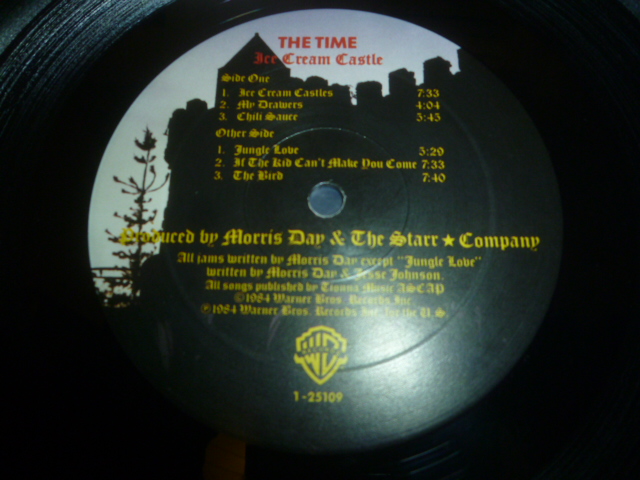 THE TIME
Ice Cream Castle
Side One
1. Ice Cream Castles 7:33
2. My Drawers 4:04
3. Chili Sauce 5:45
Other Side
1. Jungle Love 5:29
2. If The Kid Can't Make You Come 7:33
3. The Bird 7:40
Produced by Morris Day & The Starr ★ Company
All jams written by Morris Day except "Jungle Love"
written by Morris Day & Jesse Johnson.
All songs published by Tionna Music ASCAP
©1984 Warner Bros. Records Inc.
℗1984 Warner Bros. Records Inc. for the U.S.
1-25109